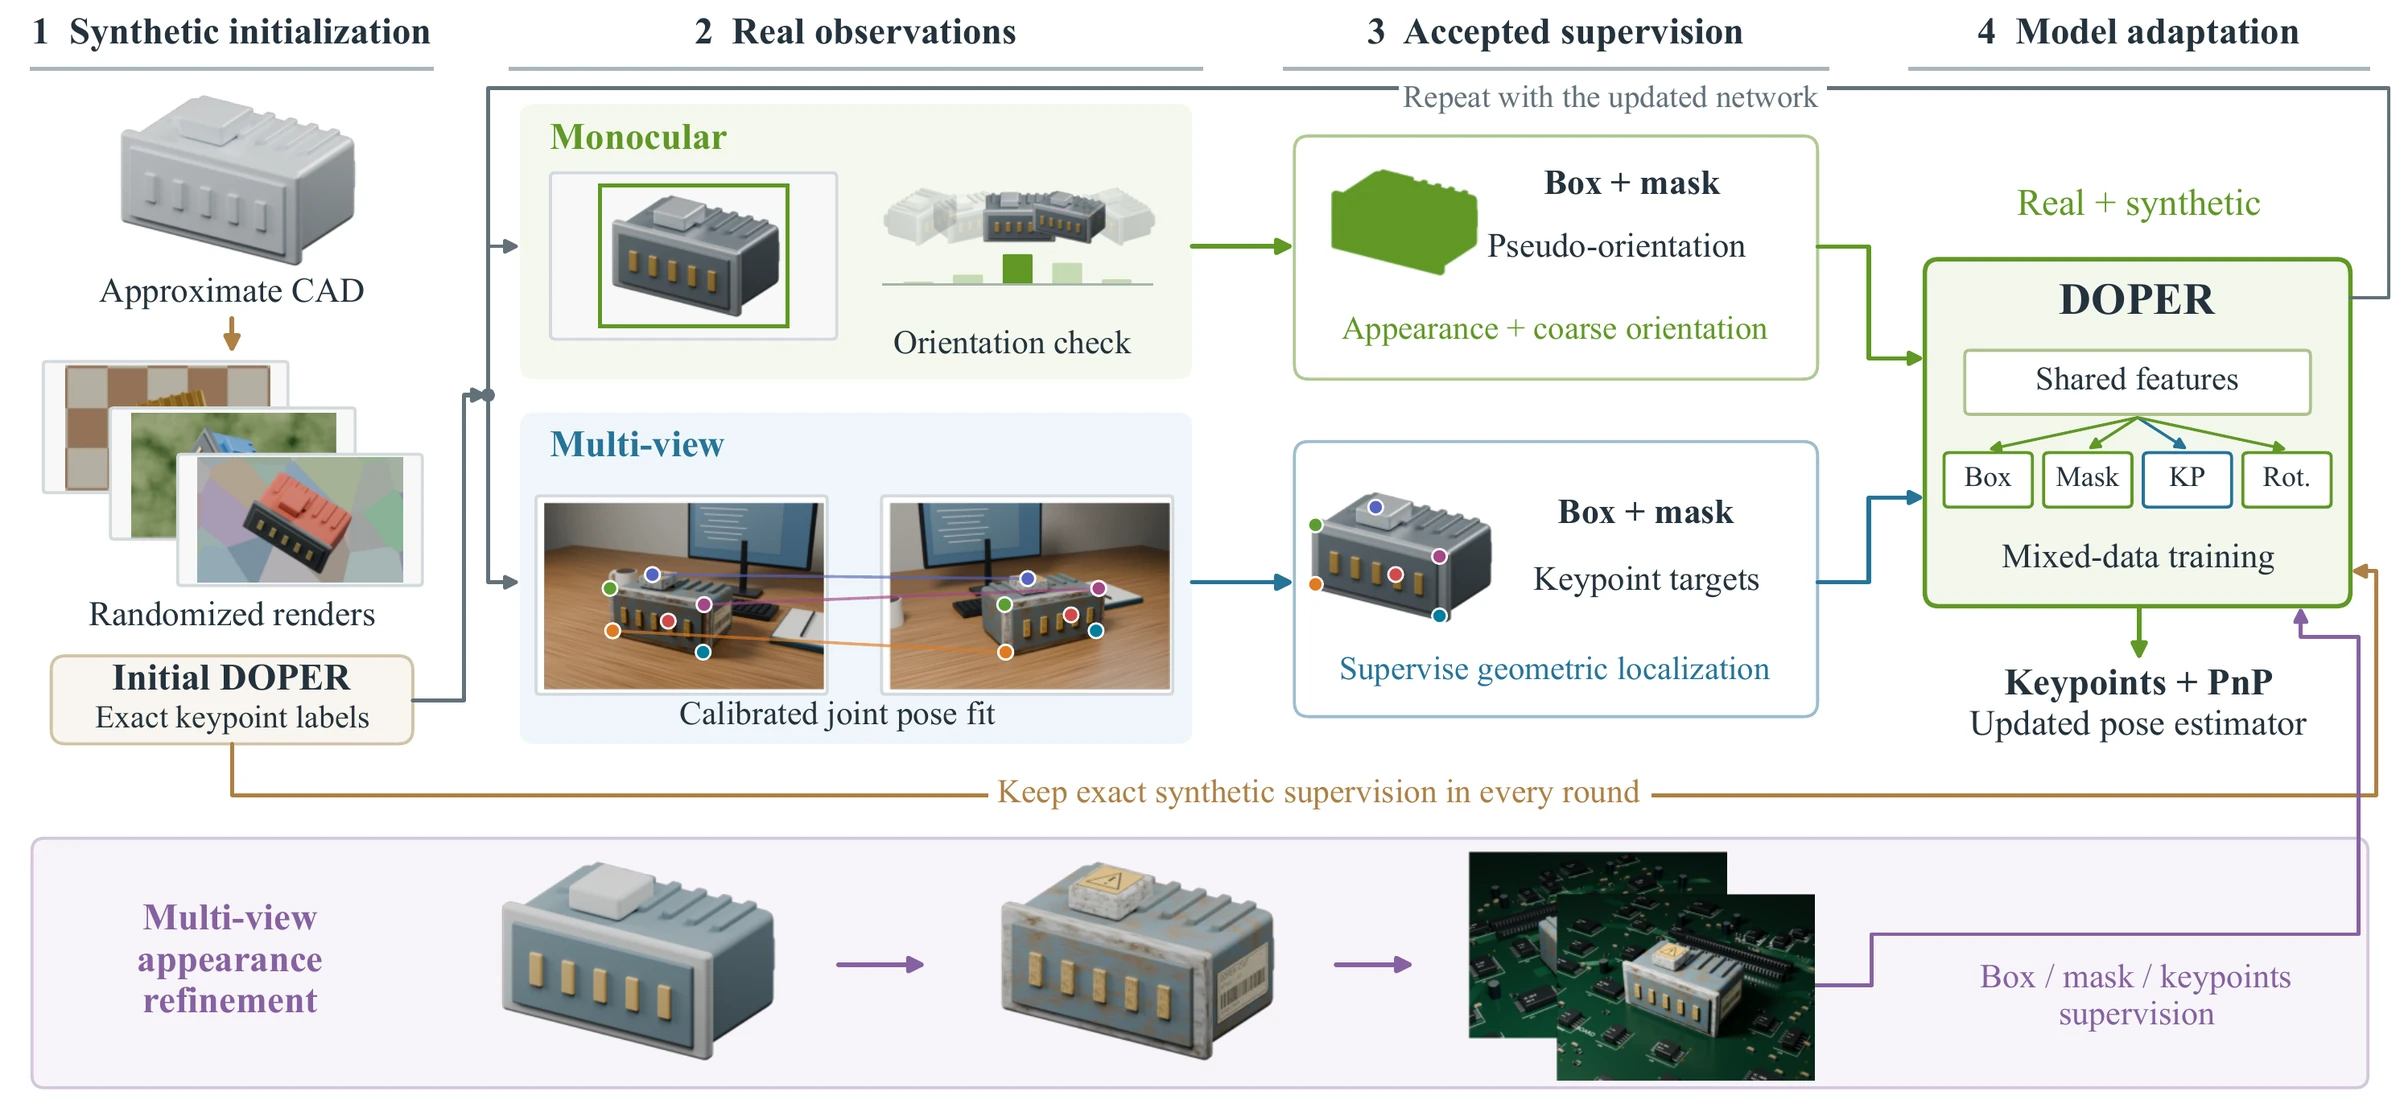 1 Synthetic initialization
2 Real observations
3 Accepted supervision
4 Model adaptation
Repeat with the updated network
Approximate CAD
Randomized renders
Initial DOPER
Exact keypoint labels
Monocular
Orientation check
Multi-view
Calibrated joint pose fit
Box + mask
Pseudo-orientation
Appearance + coarse orientation
Box + mask
Keypoint targets
Supervise geometric localization
Real + synthetic
DOPER
Shared features
Box
Mask
KP
Rot.
Mixed-data training
Keypoints + PnP
Updated pose estimator
Keep exact synthetic supervision in every round
Multi-view
appearance
refinement
Box / mask / keypoints
supervision